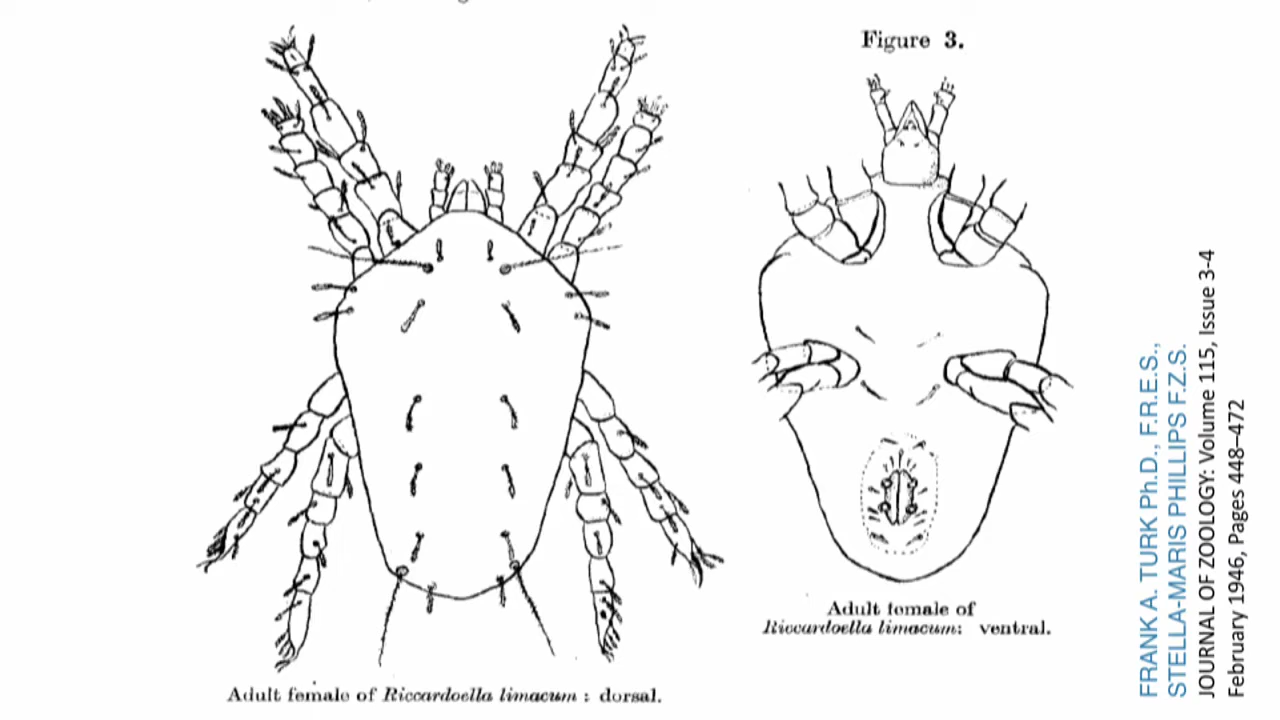 Figure 3.
Adult female of Riccardoella limacum : dorsal.
Adult female of
Riccardoella limacum: ventral.
FRANK A. TURK Ph.D., F.R.E.S.,
STELLA-MARIS PHILLIPS F.Z.S.
JOURNAL OF ZOOLOGY: Volume 115, Issue 3-4
February 1946, Pages 448–472